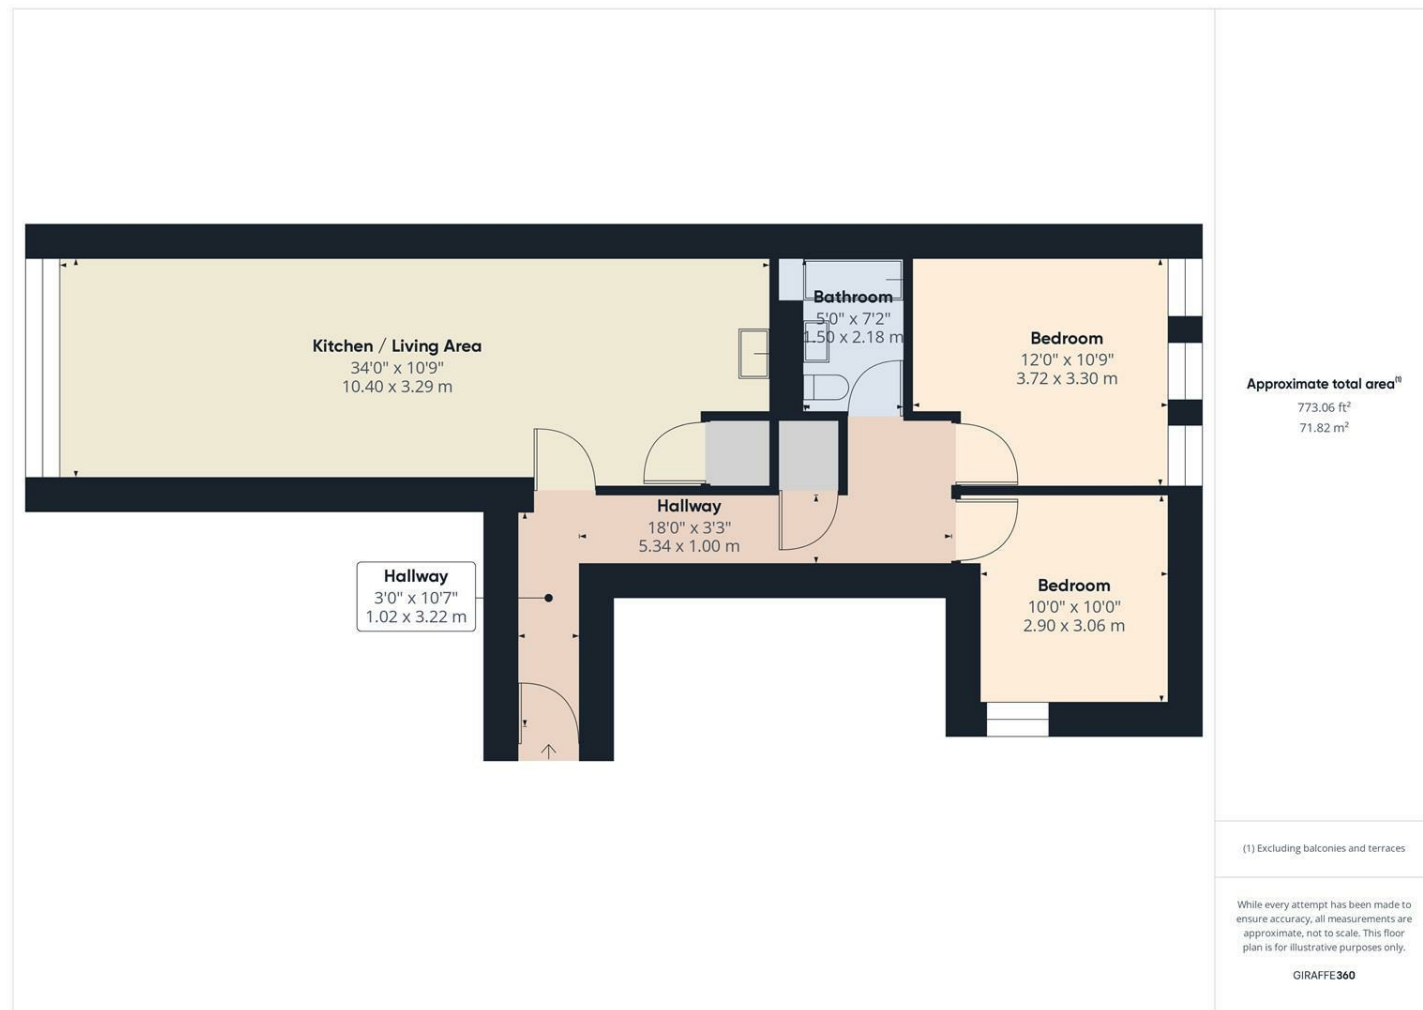 Kitchen / Living Area
34'0" x 10'9"
10.40 x 3.29 m
Bathroom
5'0" x 7'2"
1.50 x 2.18 m
Bedroom
12'0" x 10'9"
3.72 x 3.30 m
Hallway
18'0" x 3'3"
5.34 x 1.00 m
Hallway
3'0" x 10'7"
1.02 x 3.22 m
Bedroom
10'0" x 10'0"
2.90 x 3.06 m
Approximate total area(1)
773.06 ft²
71.82 m²
(1) Excluding balconies and terraces
While every attempt has been made to
ensure accuracy, all measurements are
approximate, not to scale. This floor
plan is for illustrative purposes only.
GIRAFFE360